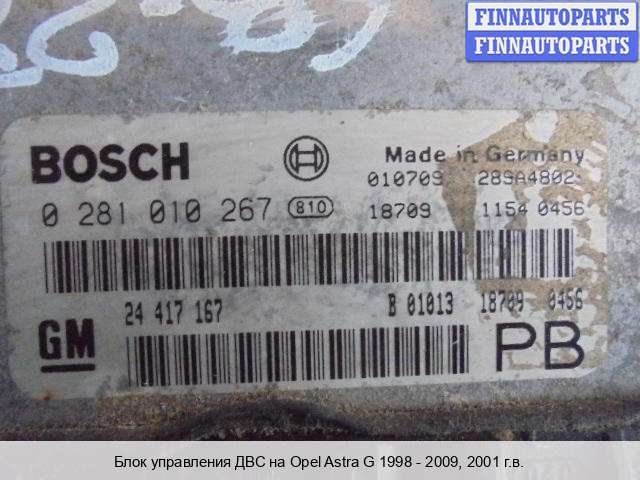 FINNAUTOPARTS
FINNAUTOPARTS
BOSCH
Made in Germany
010709 289A4802
0 281 010 267 810 18709 1154 0456
24 417 167 B 01013 18709 0456
GM
PB
Блок управления ДВС на Opel Astra G 1998 - 2009, 2001 г.в.